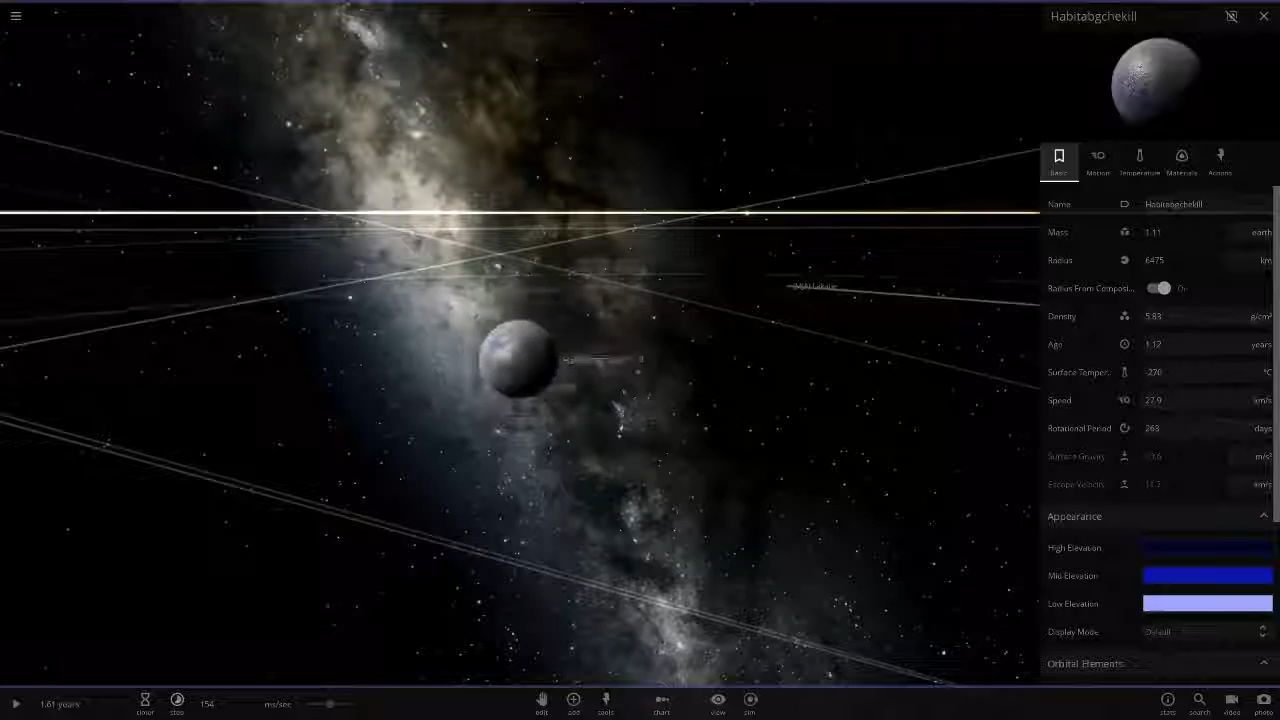 Habitabgchekill
Basic Motion Temperature Materials Actions
Name Habitabgchekill
Mass 1.11 earth
Radius 6475 km
Radius From Composi... On
Density 5.83 g/cm³
Age 1.12 years
Surface Temper... -270 °C
Speed 27.9 km/s
Rotational Period 263 days
Surface Gravity m/s²
Escape Velocity km/s
Appearance
High Elevation
Mid Elevation
Low Elevation
Display Mode Default
Orbital Elements
1.61 years
closer
step
154 ms/sec
edit add tools chart view sim
stats search video photo